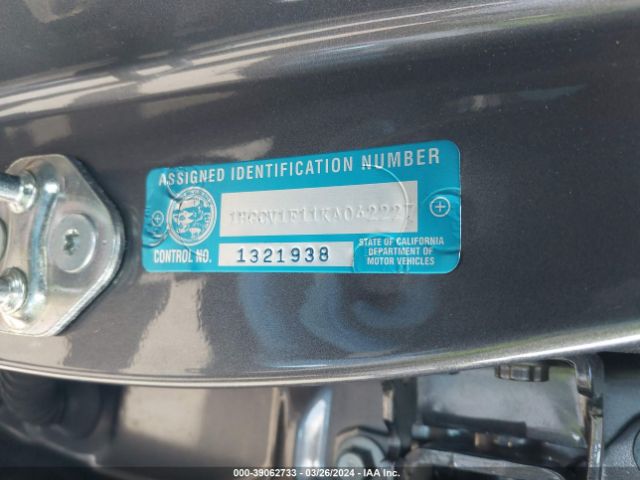 ASSIGNED IDENTIFICATION NUMBER
1HGCV1F11KA062227
CONTROL NO. 1321938
STATE OF CALIFORNIA
DEPARTMENT OF
MOTOR VEHICLES
000-39062733 - 03/26/2024 - IAA Inc.